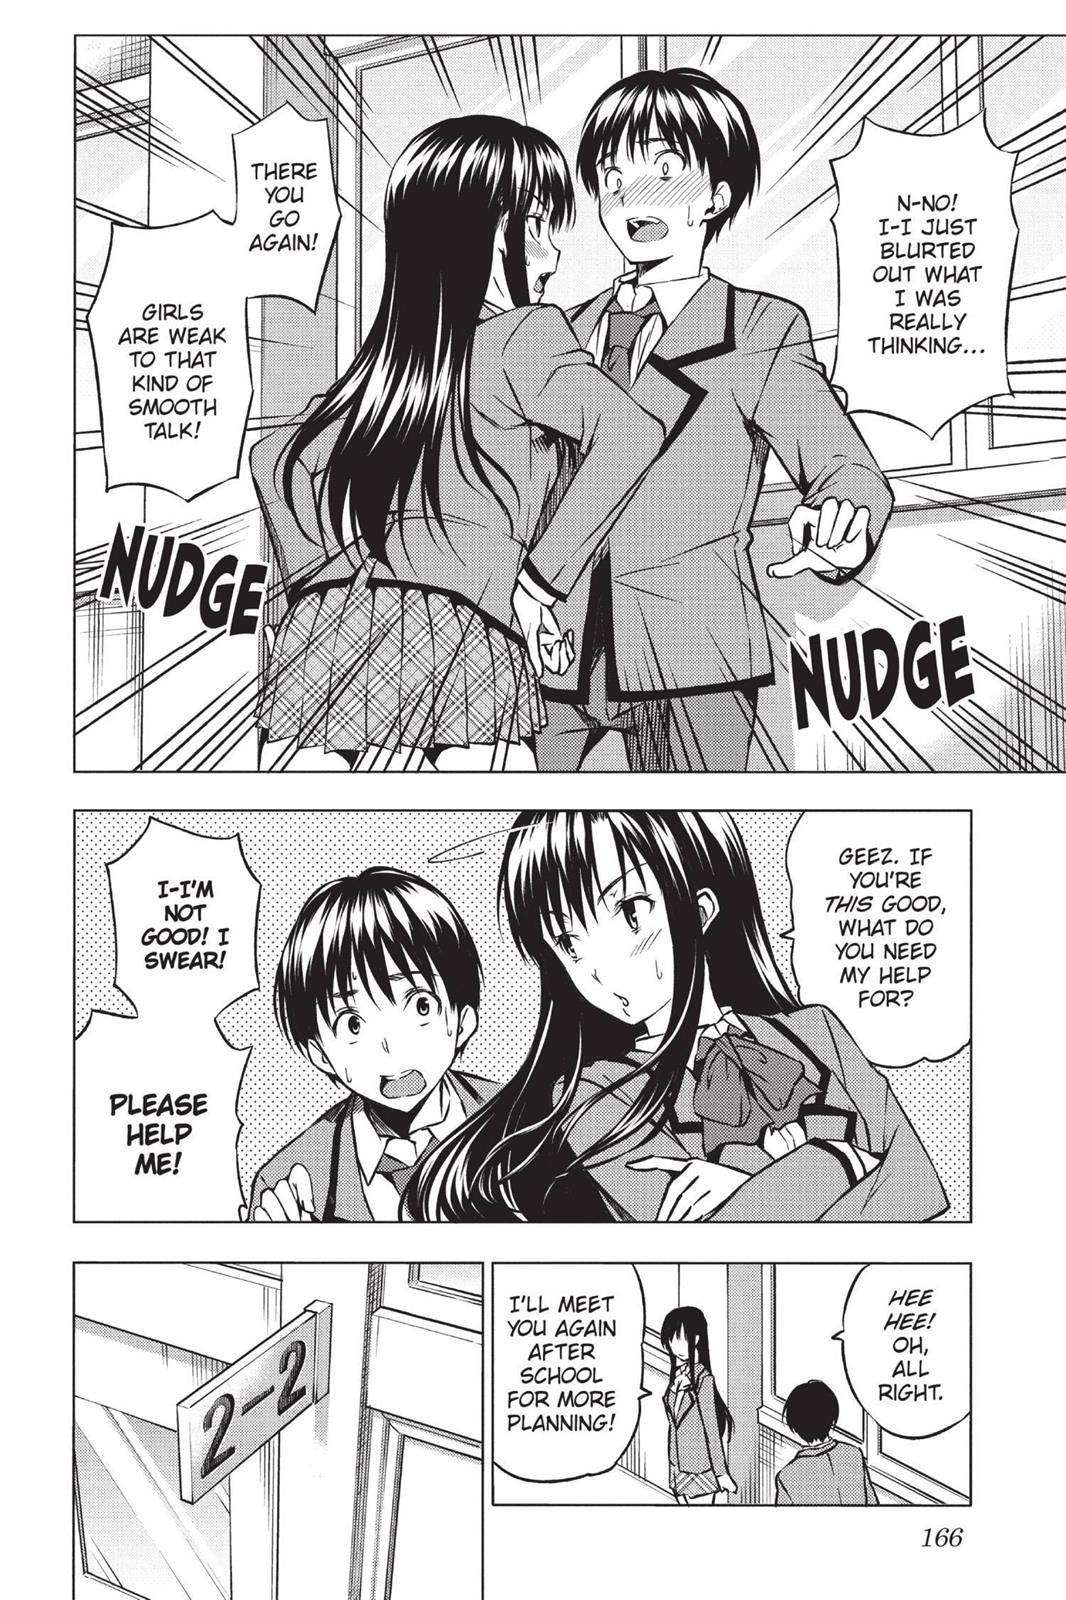 N-NO!
I-I JUST
BLURTED
OUT WHAT
I WAS
REALLY
THINKING...
THERE
YOU
GO
AGAIN!
GIRLS
ARE WEAK
TO THAT
KIND OF
SMOOTH
TALK!
NUDGE
NUDGE
GEEZ. IF
YOU'RE
THIS GOOD,
WHAT DO
YOU NEED
MY HELP
FOR?
I-I'M
NOT
GOOD! I
SWEAR!
PLEASE
HELP
ME!
HEE
HEE!
OH,
ALL
RIGHT.
I'LL MEET
YOU AGAIN
AFTER
SCHOOL
FOR MORE
PLANNING!
2-2
166